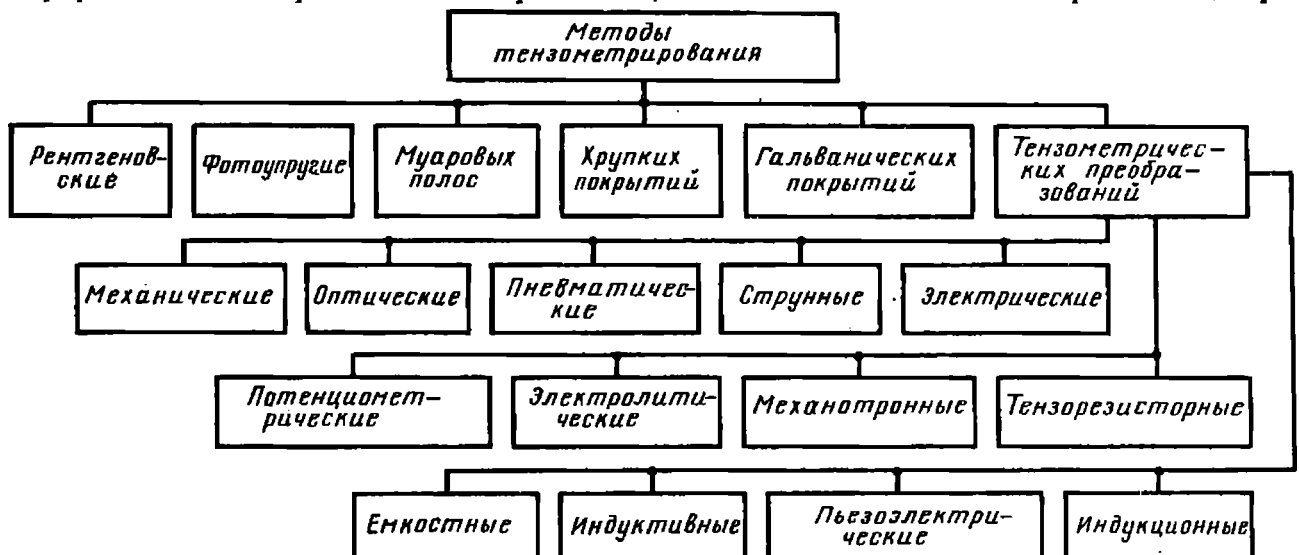 Методы
тензометрирования
Рентгенов-
ские
Фотоупругие
Муаровых
полос
Хрупких
покрытий
Гальванических
покрытий
Тензометричес-
ких преобра-
зований
Механические
Оптические
Пневматичес-
кие
Струнные
Электрические
Потенциомет-
рические
Электролити-
ческие
Механотронные
Тензорезисторные
Емкостные
Индуктивные
Пьезоэлектри-
ческие
Индукционные